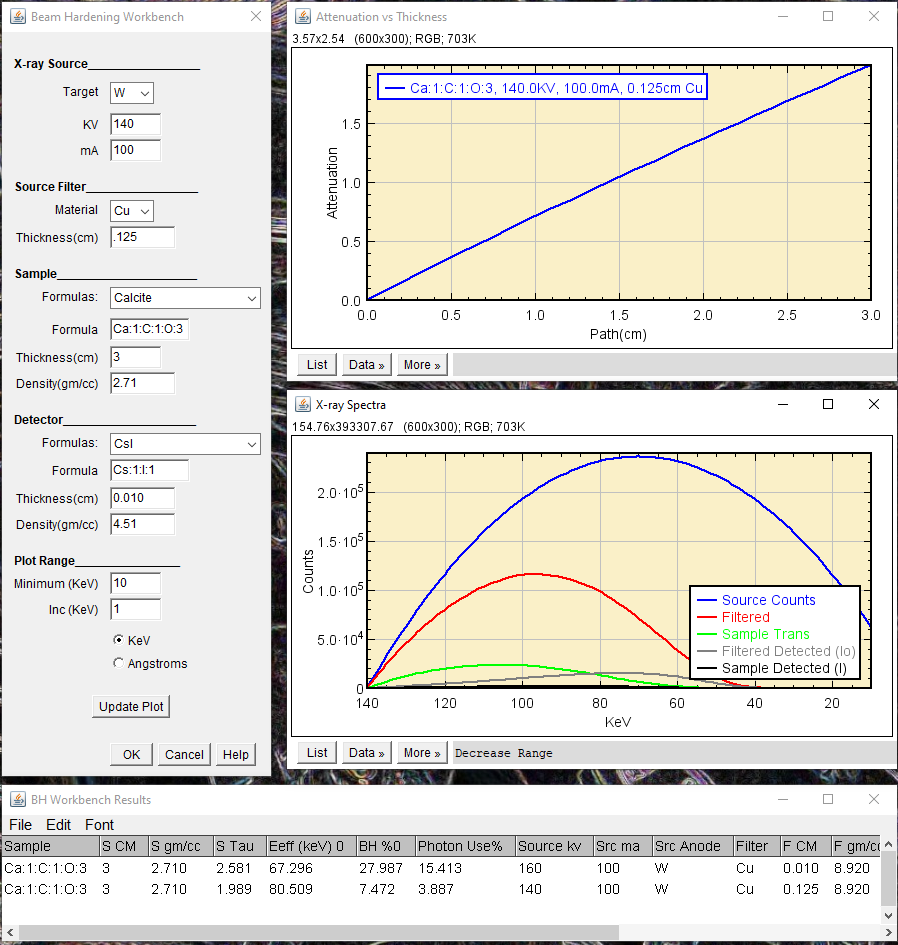 Beam Hardening Workbench
X-ray Source
Target W
KV 140
mA 100
Source Filter
Material Cu
Thickness(cm) .125
Sample
Formulas: Calcite
Formula Ca:1:C:1:O:3
Thickness(cm) 3
Density(gm/cc) 2.71
Detector
Formulas: CsI
Formula Cs:1:I:1
Thickness(cm) 0.010
Density(gm/cc) 4.51
Plot Range
Minimum (KeV) 10
Inc (KeV) 1
KeV
Angstroms
Update Plot
OK Cancel Help
Attenuation vs Thickness
3.57x2.54 (600x300); RGB; 703K
Ca:1:C:1:O:3, 140.0KV, 100.0mA, 0.125cm Cu
Attenuation
1.5
1.0
0.5
0.0
0.0 0.5 1.0 1.5 2.0 2.5 3.0
Path(cm)
List Data » More »
X-ray Spectra
154.76x393307.67 (600x300); RGB; 703K
Counts
2.0·10⁵
1.5·10⁵
1.0·10⁵
5.0·10⁴
0
Source Counts
Filtered
Sample Trans
Filtered Detected (Io)
Sample Detected (I)
140 120 100 80 60 40 20
KeV
List Data » More » Decrease Range
BH Workbench Results
File Edit Font
Sample S CM S gm/cc S Tau Eeff (keV) 0 BH %0 Photon Use% Source kv Src ma Src Anode Filter F CM F gm/cc
Ca:1:C:1:O:3 3 2.710 2.581 67.296 27.987 15.413 160 100 W Cu 0.010 8.920
Ca:1:C:1:O:3 3 2.710 1.989 80.509 7.472 3.887 140 100 W Cu 0.125 8.920